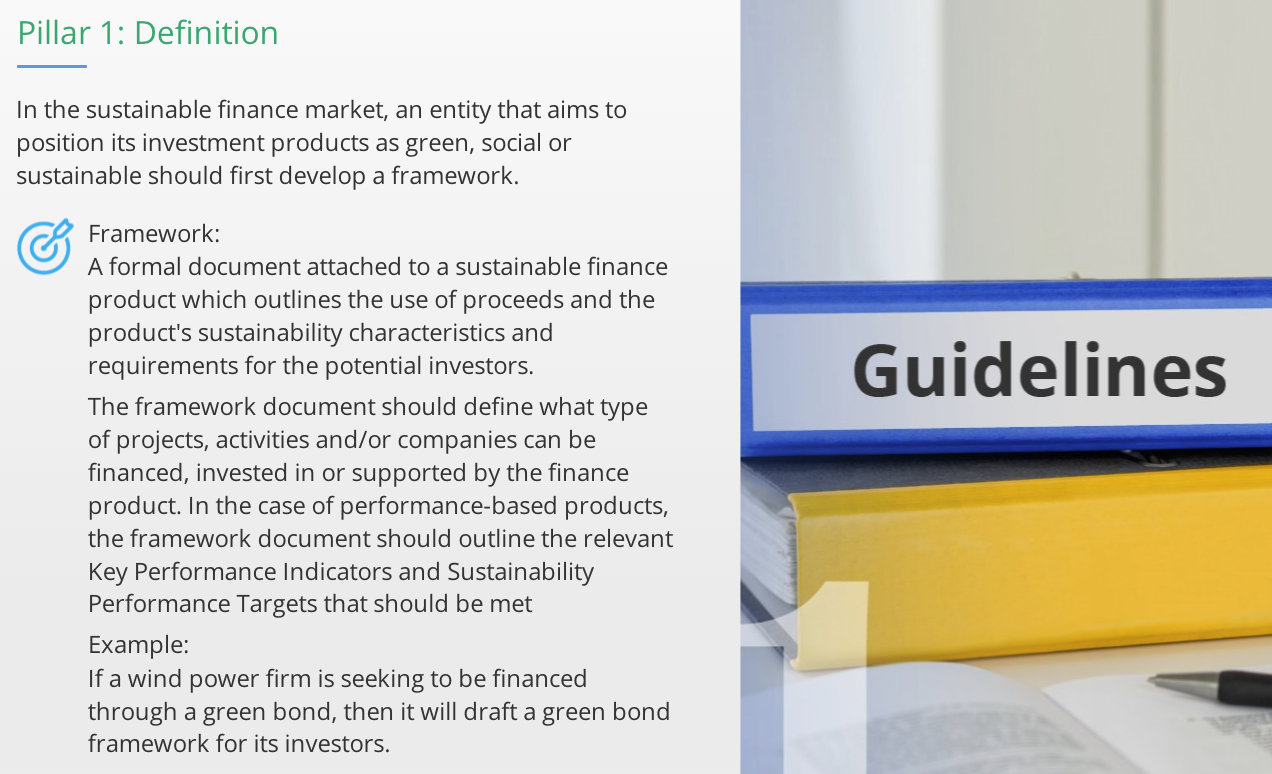 Pillar 1: Definition
In the sustainable finance market, an entity that aims to
position its investment products as green, social or
sustainable should first develop a framework.
Framework:
A formal document attached to a sustainable finance
product which outlines the use of proceeds and the
product's sustainability characteristics and
requirements for the potential investors.
The framework document should define what type
of projects, activities and/or companies can be
financed, invested in or supported by the finance
product. In the case of performance-based products,
the framework document should outline the relevant
Key Performance Indicators and Sustainability
Performance Targets that should be met
Example:
If a wind power firm is seeking to be financed
through a green bond, then it will draft a green bond
framework for its investors.
Guidelines
1